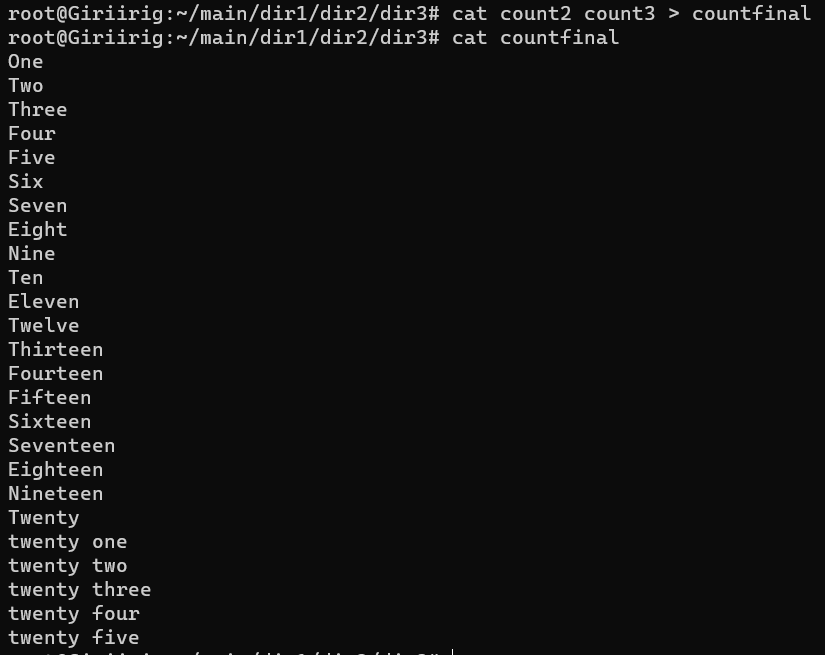 root@Giriirig:~/main/dir1/dir2/dir3# cat count2 count3 > countfinal
root@Giriirig:~/main/dir1/dir2/dir3# cat countfinal
One
Two
Three
Four
Five
Six
Seven
Eight
Nine
Ten
Eleven
Twelve
Thirteen
Fourteen
Fifteen
Sixteen
Seventeen
Eighteen
Nineteen
Twenty
twenty one
twenty two
twenty three
twenty four
twenty five